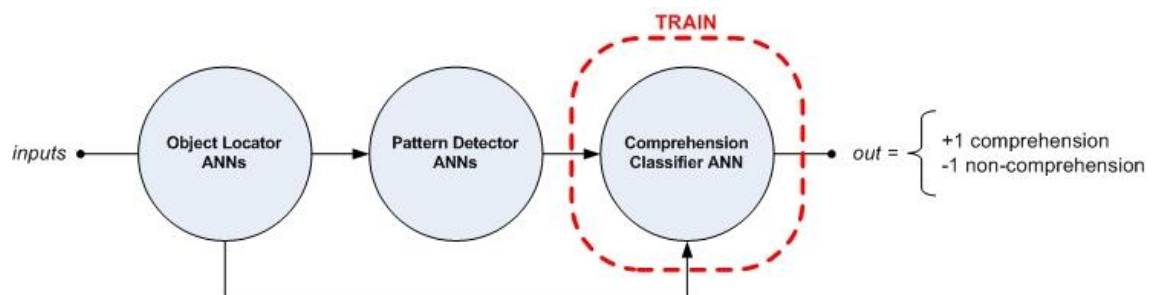 TRAIN
inputs
Object Locator
ANNs
Pattern Detector
ANNs
Comprehension
Classifier ANN
out =
+1 comprehension
-1 non-comprehension